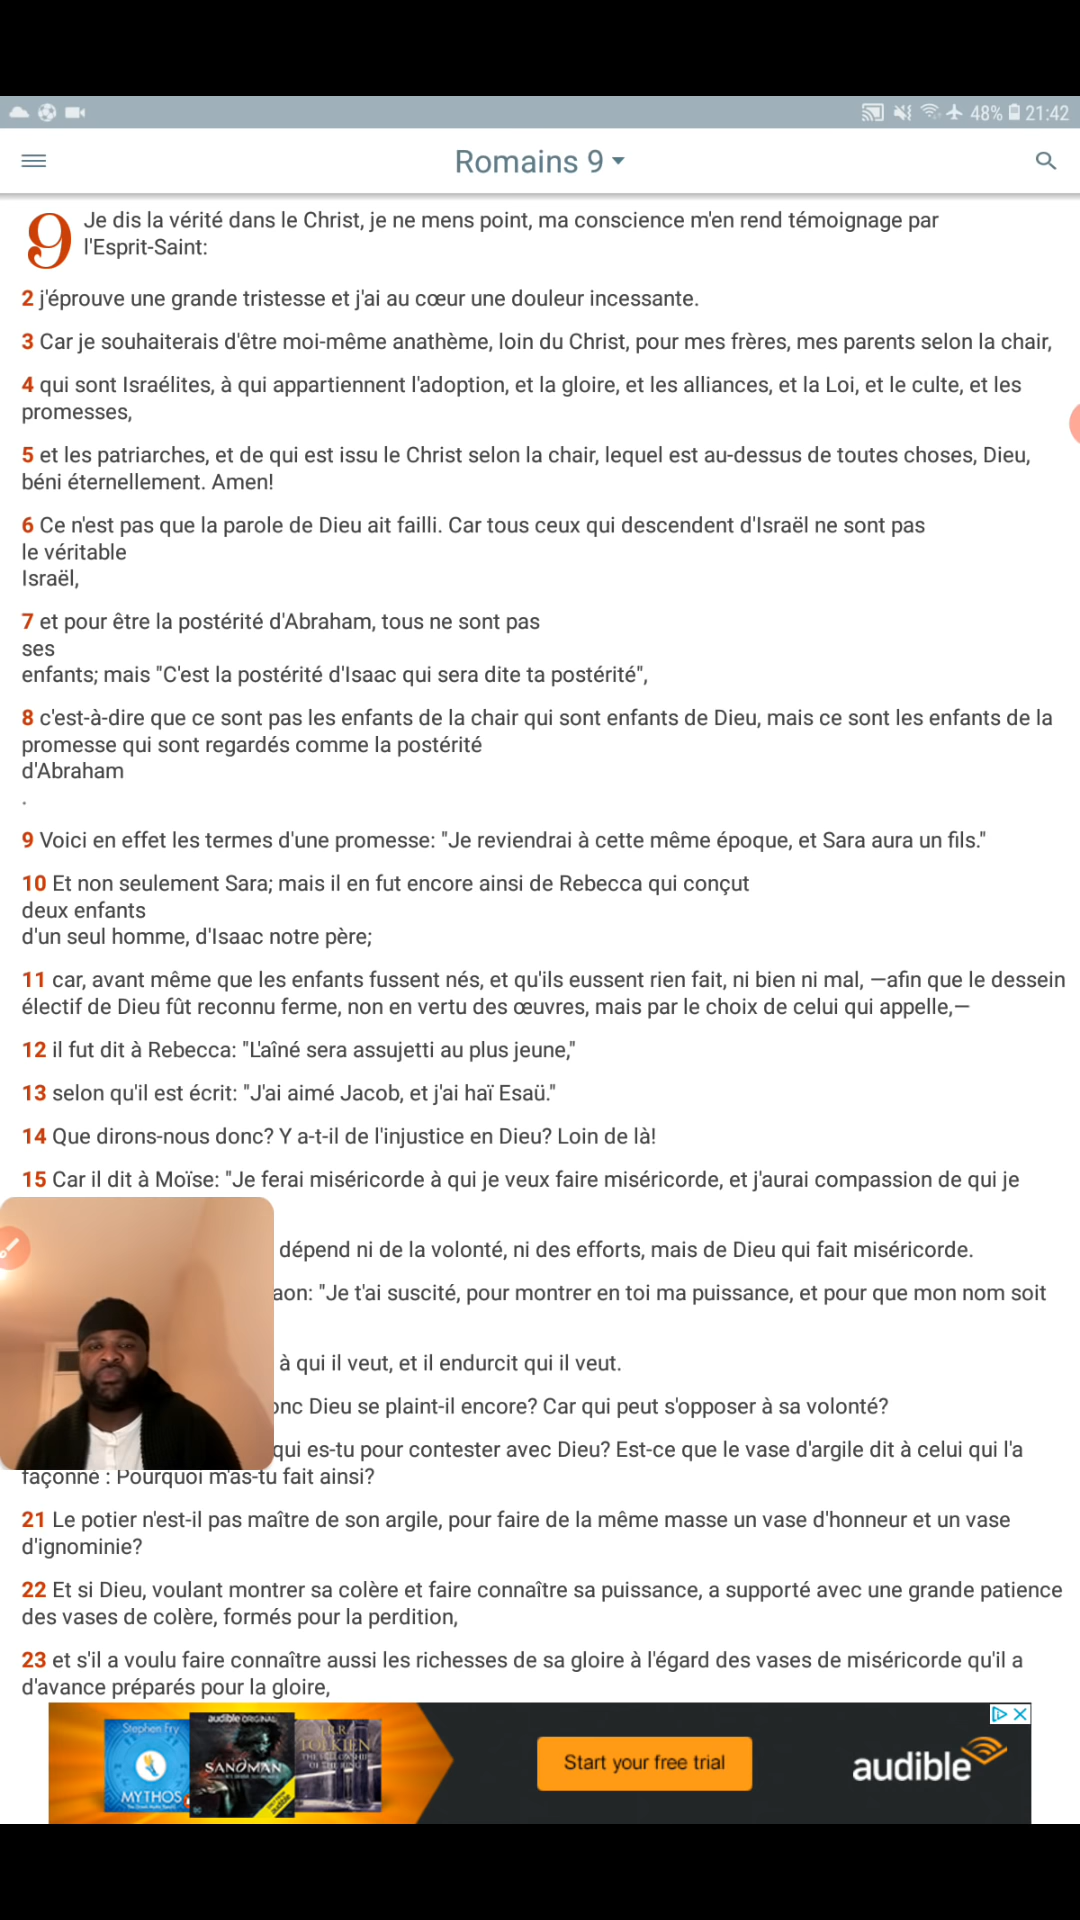 48% 21:42
Romains 9
9 Je dis la vérité dans le Christ, je ne mens point, ma conscience m'en rend témoignage par
l'Esprit-Saint:
2 j'éprouve une grande tristesse et j'ai au cœur une douleur incessante.
3 Car je souhaiterais d'être moi-même anathème, loin du Christ, pour mes frères, mes parents selon la chair,
4 qui sont Israélites, à qui appartiennent l'adoption, et la gloire, et les alliances, et la Loi, et le culte, et les
promesses,
5 et les patriarches, et de qui est issu le Christ selon la chair, lequel est au-dessus de toutes choses, Dieu,
béni éternellement. Amen!
6 Ce n'est pas que la parole de Dieu ait failli. Car tous ceux qui descendent d'Israël ne sont pas
le véritable
Israël,
7 et pour être la postérité d'Abraham, tous ne sont pas
ses
enfants; mais "C'est la postérité d'Isaac qui sera dite ta postérité",
8 c'est-à-dire que ce sont pas les enfants de la chair qui sont enfants de Dieu, mais ce sont les enfants de la
promesse qui sont regardés comme la postérité
d'Abraham
.
9 Voici en effet les termes d'une promesse: "Je reviendrai à cette même époque, et Sara aura un fils."
10 Et non seulement Sara; mais il en fut encore ainsi de Rebecca qui conçut
deux enfants
d'un seul homme, d'Isaac notre père;
11 car, avant même que les enfants fussent nés, et qu'ils eussent rien fait, ni bien ni mal, —afin que le dessein
électif de Dieu fût reconnu ferme, non en vertu des œuvres, mais par le choix de celui qui appelle,—
12 il fut dit à Rebecca: "L'aîné sera assujetti au plus jeune,"
13 selon qu'il est écrit: "J'ai aimé Jacob, et j'ai haï Esaü."
14 Que dirons-nous donc? Y a-t-il de l'injustice en Dieu? Loin de là!
15 Car il dit à Moïse: "Je ferai miséricorde à qui je veux faire miséricorde, et j'aurai compassion de qui je
dépend ni de la volonté, ni des efforts, mais de Dieu qui fait miséricorde.
aon: "Je t'ai suscité, pour montrer en toi ma puissance, et pour que mon nom soit
à qui il veut, et il endurcit qui il veut.
onc Dieu se plaint-il encore? Car qui peut s'opposer à sa volonté?
qui es-tu pour contester avec Dieu? Est-ce que le vase d'argile dit à celui qui l'a
façonné : Pourquoi m'as-tu fait ainsi?
21 Le potier n'est-il pas maître de son argile, pour faire de la même masse un vase d'honneur et un vase
d'ignominie?
22 Et si Dieu, voulant montrer sa colère et faire connaître sa puissance, a supporté avec une grande patience
des vases de colère, formés pour la perdition,
23 et s'il a voulu faire connaître aussi les richesses de sa gloire à l'égard des vases de miséricorde qu'il a
d'avance préparés pour la gloire,
Stephen Fry
MYTHOS
audible ORIGINAL
SANDMAN
J.R.R.
TOLKIEN
THE FELLOWSHIP
OF THE RING
Start your free trial
audible